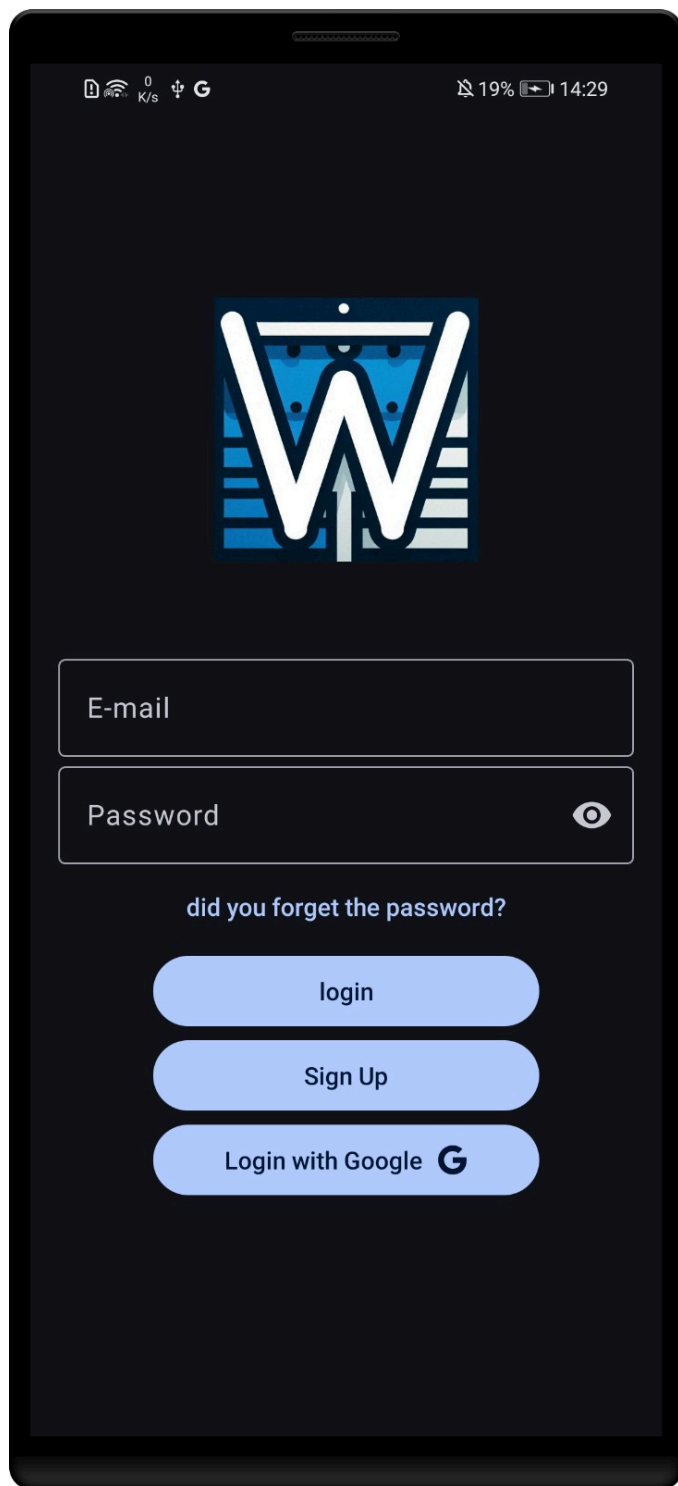 0
K/s
G
19%
14:29
W
E-mail
Password
did you forget the password?
login
Sign Up
Login with Google G